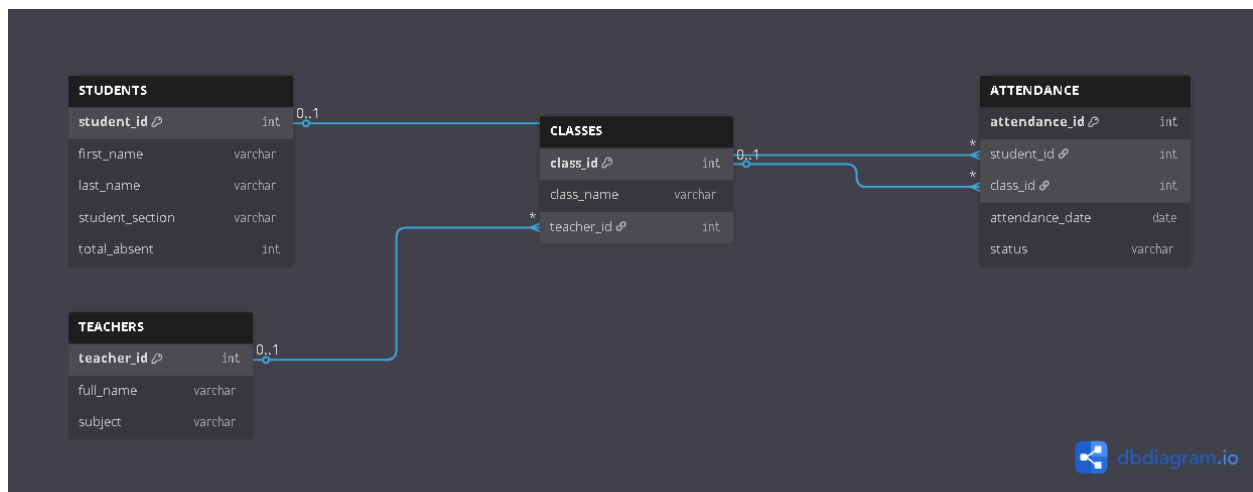 STUDENTS
student_id int
first_name varchar
last_name varchar
student_section varchar
total_absent int
0..1
CLASSES
class_id int
class_name varchar
teacher_id int
0..1
*
ATTENDANCE
attendance_id int
* student_id int
* class_id int
attendance_date date
status varchar
TEACHERS
teacher_id int
full_name varchar
subject varchar
0..1
dbdiagram.io